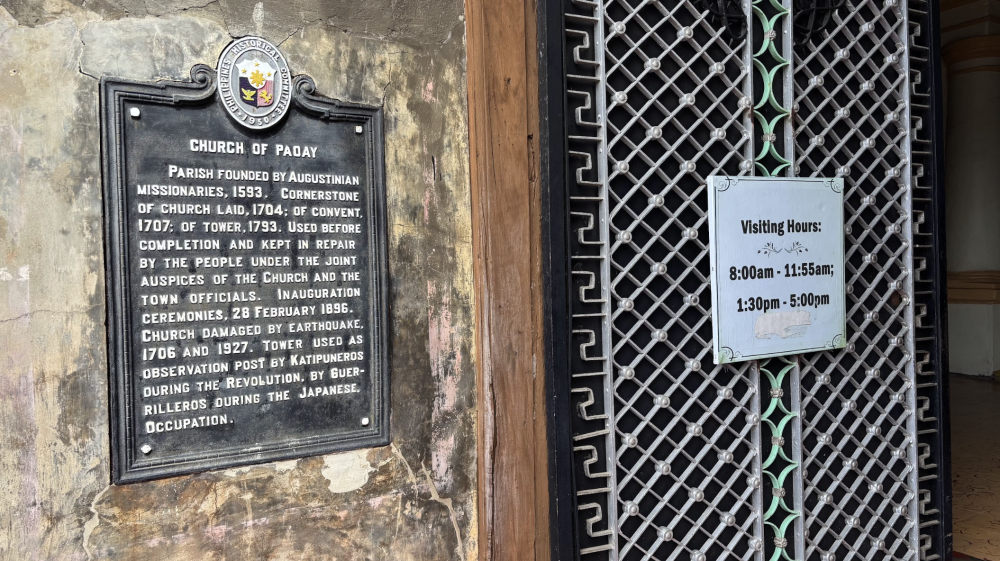 PHILIPPINES HISTORICAL COMMITTEE
1950
CHURCH OF PAOAY
PARISH FOUNDED BY AUGUSTINIAN
MISSIONARIES, 1593. CORNERSTONE
OF CHURCH LAID, 1704; OF CONVENT,
1707; OF TOWER, 1793. USED BEFORE
COMPLETION AND KEPT IN REPAIR
BY THE PEOPLE UNDER THE JOINT
AUSPICES OF THE CHURCH AND THE
TOWN OFFICIALS. INAUGURATION
CEREMONIES, 28 FEBRUARY 1896.
CHURCH DAMAGED BY EARTHQUAKE,
1706 AND 1927. TOWER USED AS
OBSERVATION POST BY KATIPUNEROS
DURING THE REVOLUTION, BY GUER-
RILLEROS DURING THE JAPANESE.
OCCUPATION.
Visiting Hours:
8:00am - 11:55am;
1:30pm - 5:00pm